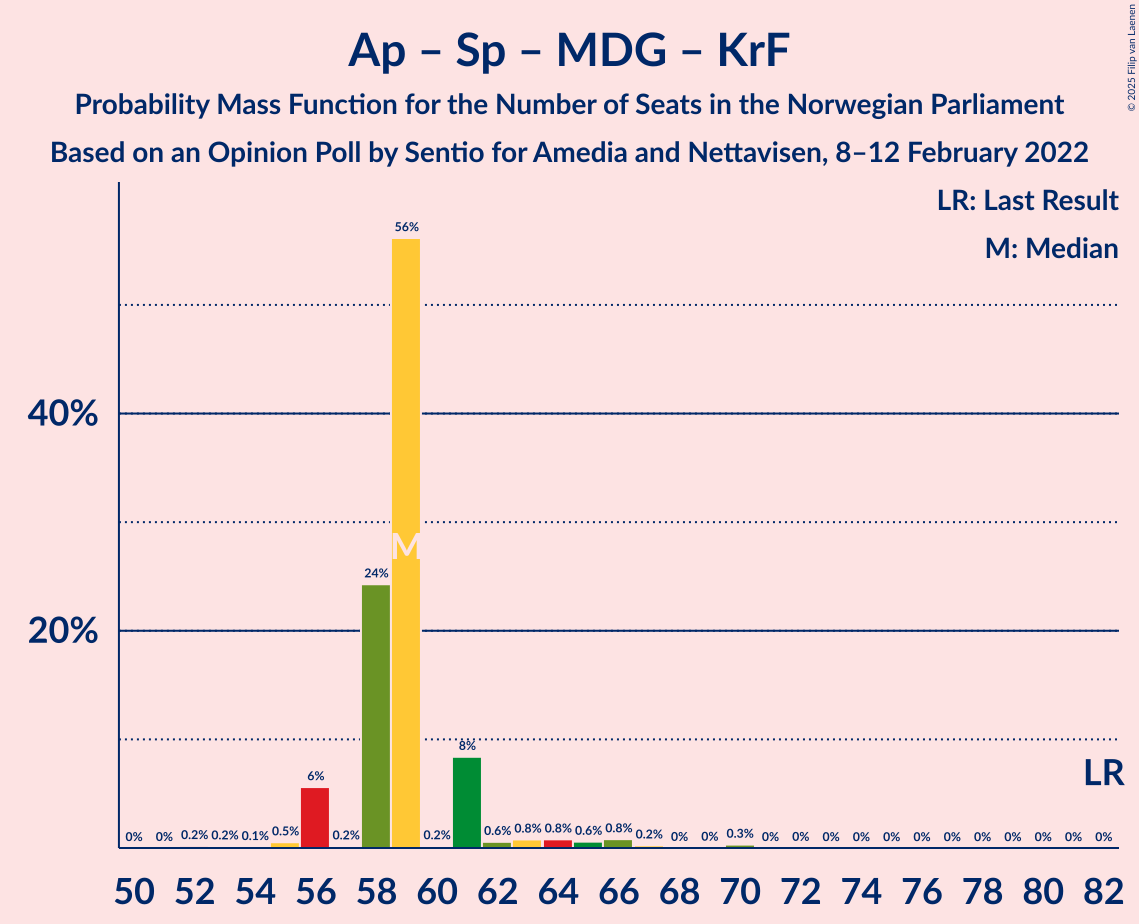 Ap – Sp – MDG – KrF
Probability Mass Function for the Number of Seats in the Norwegian Parliament
Based on an Opinion Poll by Sentio for Amedia and Nettavisen, 8–12 February 2022
© 2025 Filip van Laenen
LR: Last Result
M: Median
56%
40%
M
24%
20%
8%
LR
6%
0% 0% 0.2% 0.2% 0.1% 0.5% 0.2% 0.2% 0.6% 0.8% 0.8% 0.6% 0.8% 0.2% 0% 0% 0.3% 0% 0% 0% 0% 0% 0% 0% 0% 0% 0% 0% 0%
50 52 54 56 58 60 62 64 66 68 70 72 74 76 78 80 82